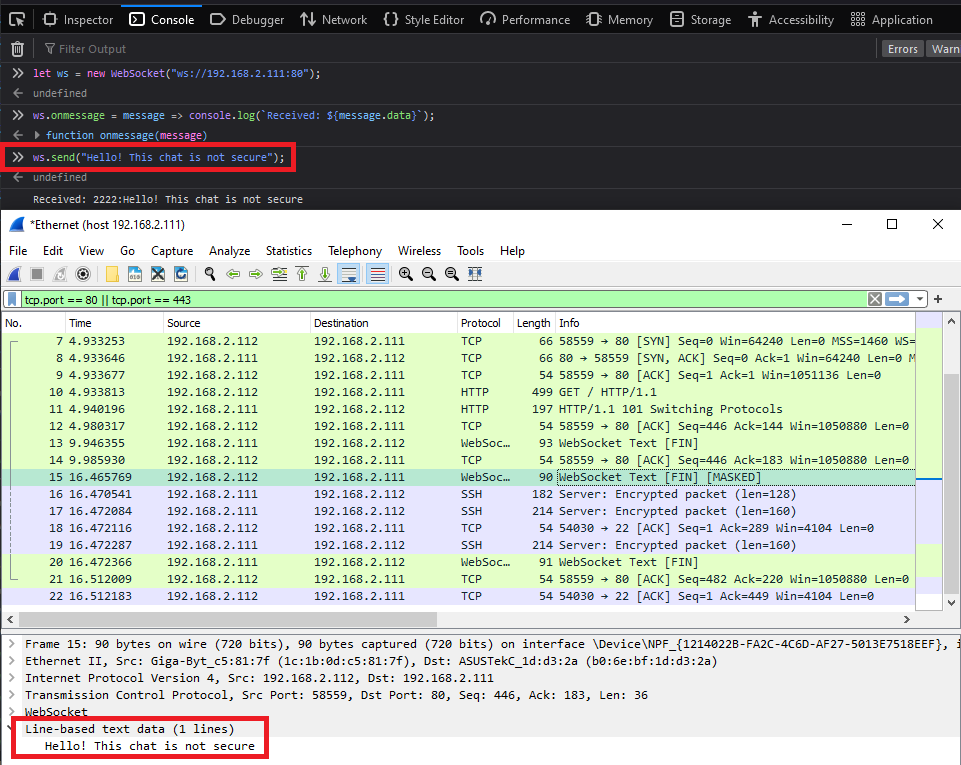 Inspector Console Debugger Network Style Editor Performance Memory Storage Accessibility Application
Filter Output Errors Warn
let ws = new WebSocket("ws://192.168.2.111:80");
undefined
ws.onmessage = message => console.log(`Received: ${message.data}`);
function onmessage(message)
ws.send("Hello! This chat is not secure");
undefined
Received: 2222:Hello! This chat is not secure
*Ethernet (host 192.168.2.111)
File Edit View Go Capture Analyze Statistics Telephony Wireless Tools Help
tcp.port == 80 || tcp.port == 443
No. Time Source Destination Protocol Length Info
7 4.933253 192.168.2.112 192.168.2.111 TCP 66 58559 → 80 [SYN] Seq=0 Win=64240 Len=0 MSS=1460 WS=
8 4.933646 192.168.2.111 192.168.2.112 TCP 66 80 → 58559 [SYN, ACK] Seq=0 Ack=1 Win=64240 Len=0 M
9 4.933677 192.168.2.112 192.168.2.111 TCP 54 58559 → 80 [ACK] Seq=1 Ack=1 Win=1051136 Len=0
10 4.933813 192.168.2.112 192.168.2.111 HTTP 499 GET / HTTP/1.1
11 4.940196 192.168.2.111 192.168.2.112 HTTP 197 HTTP/1.1 101 Switching Protocols
12 4.980317 192.168.2.112 192.168.2.111 TCP 54 58559 → 80 [ACK] Seq=446 Ack=144 Win=1050880 Len=0
13 9.946355 192.168.2.111 192.168.2.112 WebSoc… 93 WebSocket Text [FIN]
14 9.985930 192.168.2.112 192.168.2.111 TCP 54 58559 → 80 [ACK] Seq=446 Ack=183 Win=1050880 Len=0
15 16.465769 192.168.2.112 192.168.2.111 WebSoc… 90 WebSocket Text [FIN] [MASKED]
16 16.470541 192.168.2.111 192.168.2.112 SSH 182 Server: Encrypted packet (len=128)
17 16.472084 192.168.2.111 192.168.2.112 SSH 214 Server: Encrypted packet (len=160)
18 16.472116 192.168.2.112 192.168.2.111 TCP 54 54030 → 22 [ACK] Seq=1 Ack=289 Win=4104 Len=0
19 16.472287 192.168.2.111 192.168.2.112 SSH 214 Server: Encrypted packet (len=160)
20 16.472366 192.168.2.111 192.168.2.112 WebSoc… 91 WebSocket Text [FIN]
21 16.512009 192.168.2.112 192.168.2.111 TCP 54 58559 → 80 [ACK] Seq=482 Ack=220 Win=1050880 Len=0
22 16.512183 192.168.2.112 192.168.2.111 TCP 54 54030 → 22 [ACK] Seq=1 Ack=449 Win=4104 Len=0
Frame 15: 90 bytes on wire (720 bits), 90 bytes captured (720 bits) on interface \Device\NPF_{1214022B-FA2C-4C6D-AF27-5013E7518EEF}, i
Ethernet II, Src: Giga-Byt_c5:81:7f (1c:1b:0d:c5:81:7f), Dst: ASUSTekC_1d:d3:2a (b0:6e:bf:1d:d3:2a)
Internet Protocol Version 4, Src: 192.168.2.112, Dst: 192.168.2.111
Transmission Control Protocol, Src Port: 58559, Dst Port: 80, Seq: 446, Ack: 183, Len: 36
WebSocket
Line-based text data (1 lines)
Hello! This chat is not secure